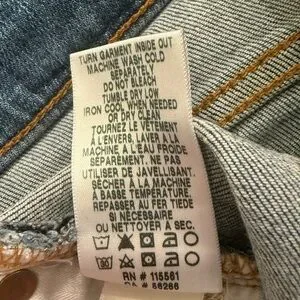 TURN GARMENT INSIDE OUT
MACHINE WASH COLD
SEPARATELY
DO NOT BLEACH
TUMBLE DRY LOW
IRON COOL WHEN NEEDED
OR DRY CLEAN
TOURNEZ LE VÊTEMENT
À L'ENVERS, LAVER À LA
MACHINE À L'EAU FROIDE
SÉPARÉMENT. NE PAS
UTILISER DE JAVELLISANT.
SÉCHER À LA MACHINE
À BASSE TEMPÉRATURE.
REPASSER AU FER TIÈDE
SI NÉCESSAIRE
OU NETTOYER A SEC.
RN # 115561